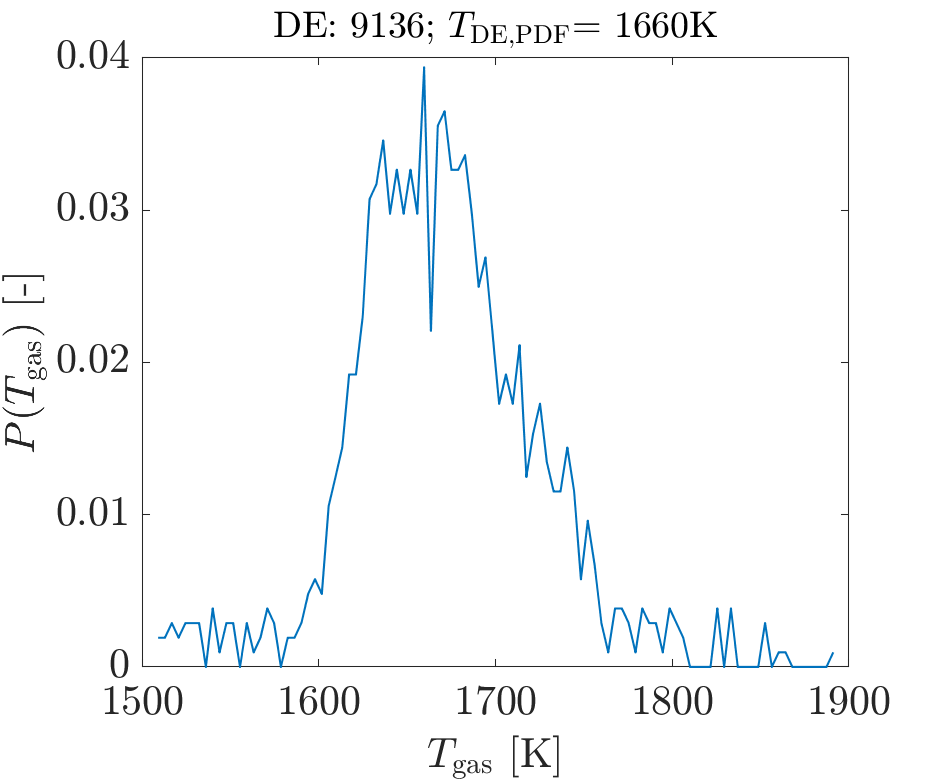 DE: 9136; T_DE,PDF= 1660K
0.04
0.03
0.02
0.01
0
P(T_gas) [-]
1500 1600 1700 1800 1900
T_gas [K]